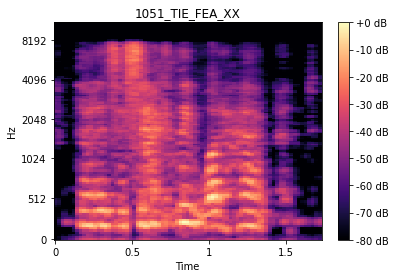 1051_TIE_FEA_XX
+0 dB
8192
-10 dB
4096
-20 dB
-30 dB
2048
Hz
-40 dB
1024
-50 dB
512
-60 dB
-70 dB
0
-80 dB
0
0.5
1
1.5
Time